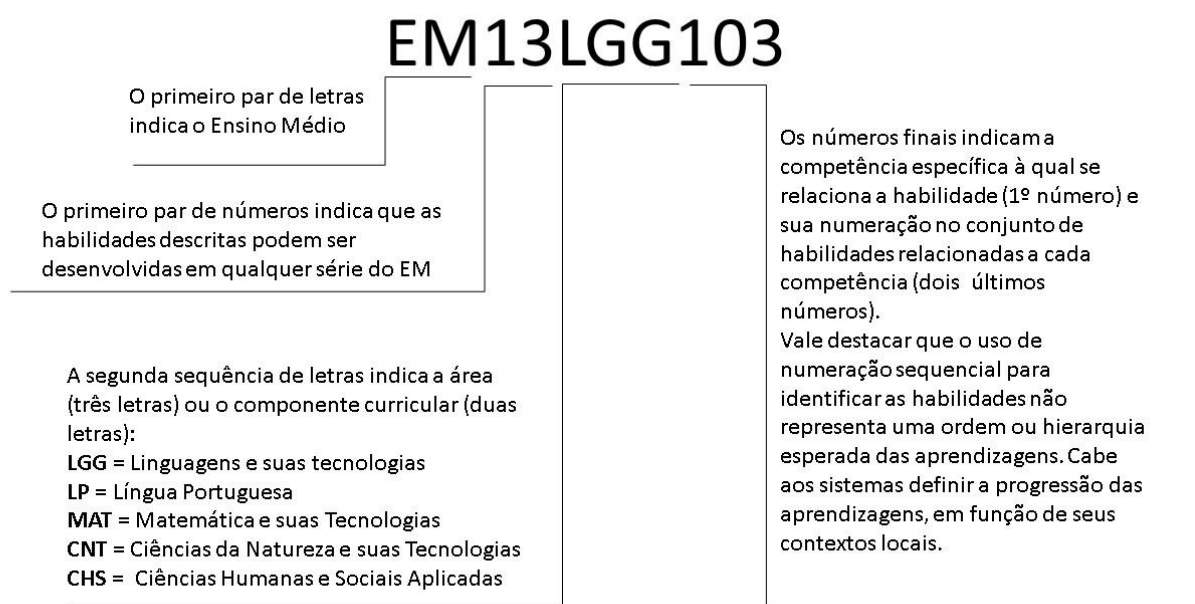 EM13LGG103
O primeiro par de letras
indica o Ensino Médio
O primeiro par de números indica que as
habilidades descritas podem ser
desenvolvidas em qualquer série do EM
A segunda sequência de letras indica a área
(três letras) ou o componente curricular (duas
letras):
LGG = Linguagens e suas tecnologias
LP = Língua Portuguesa
MAT = Matemática e suas Tecnologias
CNT = Ciências da Natureza e suas Tecnologias
CHS = Ciências Humanas e Sociais Aplicadas
Os números finais indicam a
competência específica à qual se
relaciona a habilidade (1º número) e
sua numeração no conjunto de
habilidades relacionadas a cada
competência (dois últimos
números).
Vale destacar que o uso de
numeração sequencial para
identificar as habilidades não
representa uma ordem ou hierarquia
esperada das aprendizagens. Cabe
aos sistemas definir a progressão das
aprendizagens, em função de seus
contextos locais.